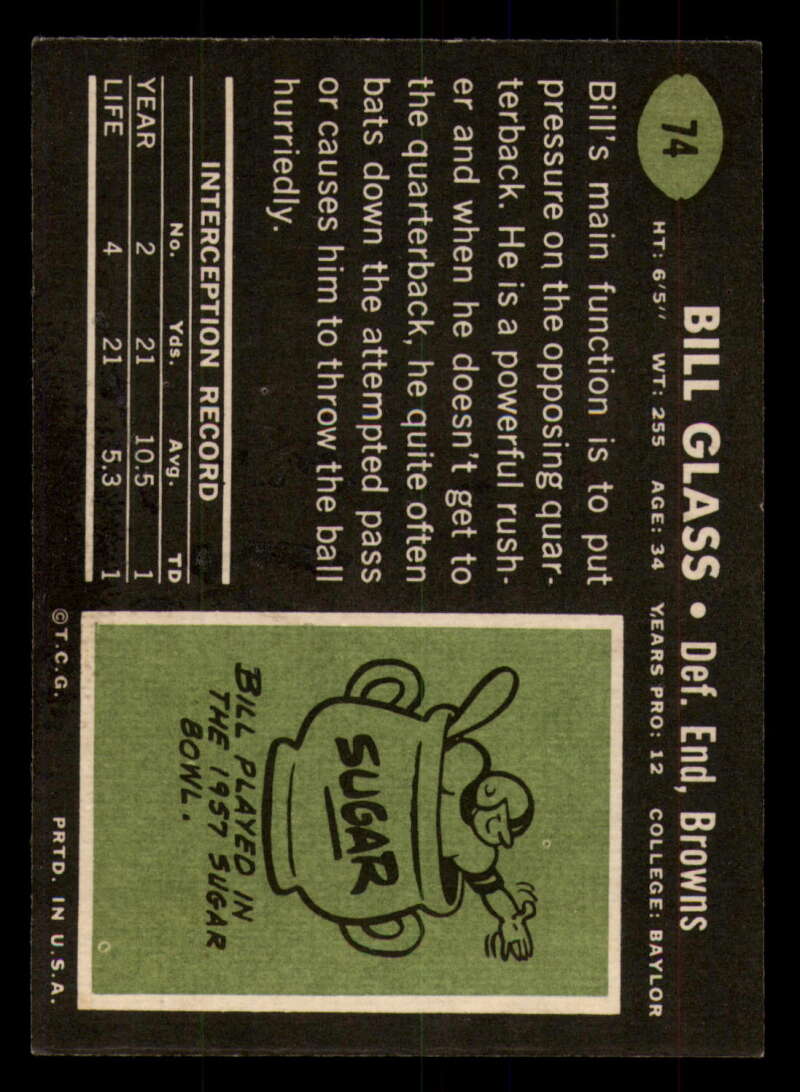 74
BILL GLASS • Def. End, Browns
HT: 6'5" WT: 255 AGE: 34 YEARS PRO: 12 COLLEGE: BAYLOR
Bill's main function is to put
pressure on the opposing quar-
terback. He is a powerful rush-
er and when he doesn't get to
the quarterback, he quite often
bats down the attempted pass
or causes him to throw the ball
hurriedly.
INTERCEPTION RECORD
No. Yds. Avg. TD
YEAR 2 21 10.5 1
LIFE 4 21 5.3 1
SUGAR
BILL PLAYED IN
THE 1957 SUGAR
BOWL.
©T.C.G. PRTD. IN U.S.A.